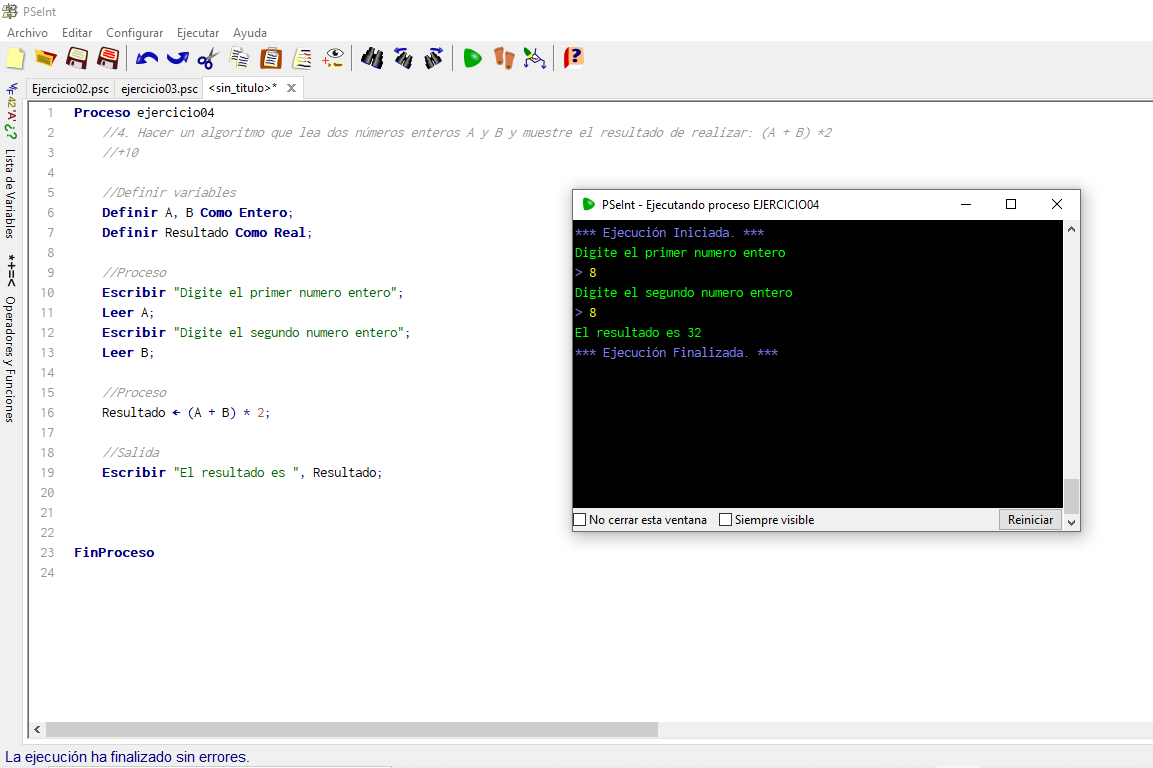 PSeInt
Archivo Editar Configurar Ejecutar Ayuda
Ejercicio02.psc ejercicio03.psc <sin_titulo>*
1 Proceso ejercicio04
2 //4. Hacer un algoritmo que lea dos números enteros A y B y muestre el resultado de realizar: (A + B) *2
3 //+10
4
5 //Definir variables
6 Definir A, B Como Entero;
7 Definir Resultado Como Real;
8
9 //Proceso
10 Escribir "Digite el primer numero entero";
11 Leer A;
12 Escribir "Digite el segundo numero entero";
13 Leer B;
14
15 //Proceso
16 Resultado ← (A + B) * 2;
17
18 //Salida
19 Escribir "El resultado es ", Resultado;
20
21
22
23 FinProceso
24
42 'A' ¿? Lista de Variables
*+=< Operadores y Funciones
PSeInt - Ejecutando proceso EJERCICIO04
*** Ejecución Iniciada. ***
Digite el primer numero entero
> 8
Digite el segundo numero entero
> 8
El resultado es 32
*** Ejecución Finalizada. ***
No cerrar esta ventana Siempre visible Reiniciar
La ejecución ha finalizado sin errores.